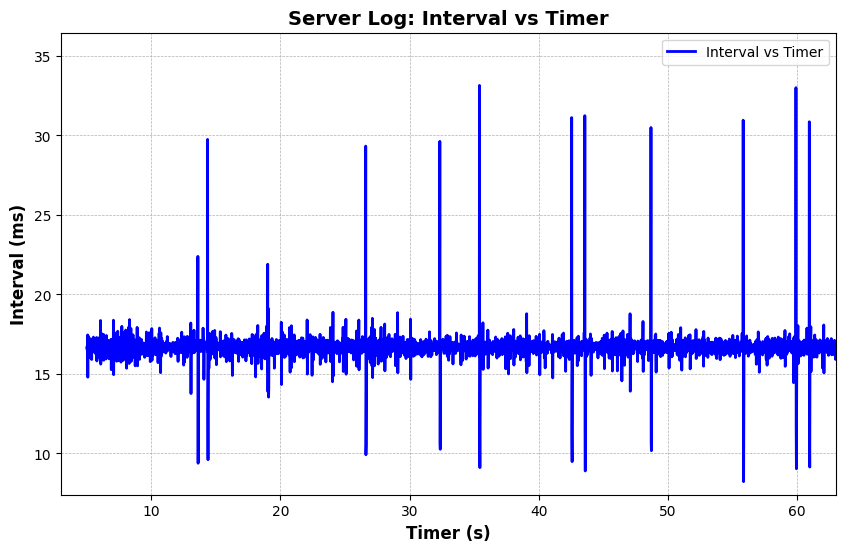 Server Log: Interval vs Timer
Interval vs Timer
35
30
25
20
15
10
Interval (ms)
10 20 30 40 50 60
Timer (s)